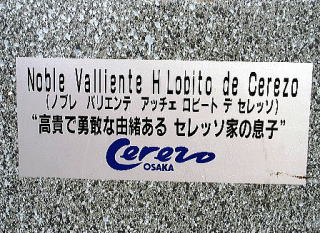 Noble Valliente H Lobito de Cerezo
(ノブレ バリエンテ アッチェ ロビート デ セレッソ)
“高貴で勇敢な由緒ある セレッソ家の息子”
Cerezo
OSAKA